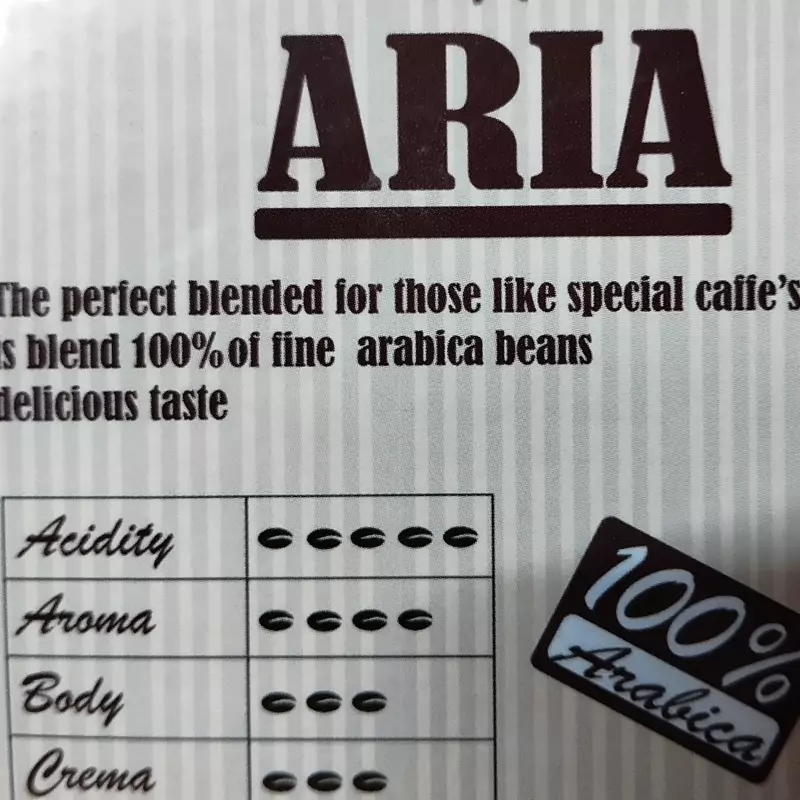 ARIA
The perfect blended for those like special caffe's
is blend 100% of fine arabica beans
delicious taste
Acidity
Aroma
Body
Crema
100%
Arabica